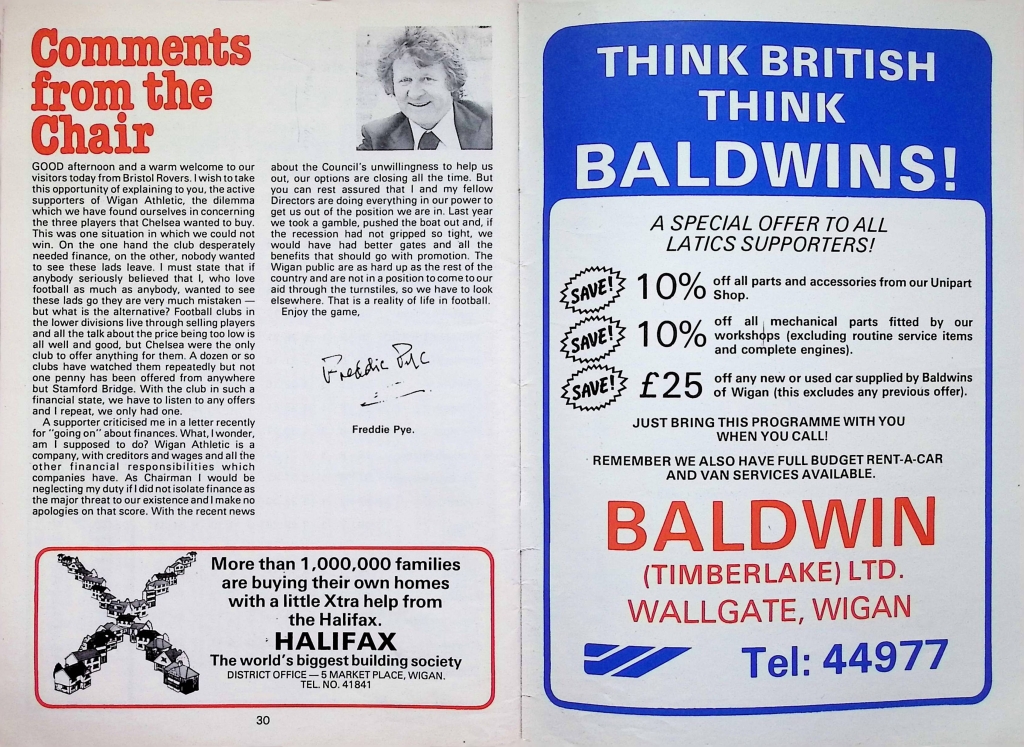 Comments
from the
Chair
GOOD afternoon and a warm welcome to our
visitors today from Bristol Rovers. I wish to take
this opportunity of explaining to you, the active
supporters of Wigan Athletic, the dilemma
which we have found ourselves in concerning
the three players that Chelsea wanted to buy.
This was one situation in which we could not
win. On the one hand the club desperately
needed finance, on the other, nobody wanted
to see these lads leave. I must state that if
anybody seriously believed that I, who love
football as much as anybody, wanted to see
these lads go they are very much mistaken —
but what is the alternative? Football clubs in
the lower divisions live through selling players
and all the talk about the price being too low is
all well and good, but Chelsea were the only
club to offer anything for them. A dozen or so
clubs have watched them repeatedly but not
one penny has been offered from anywhere
but Stamford Bridge. With the club in such a
financial state, we have to listen to any offers
and I repeat, we only had one.
A supporter criticised me in a letter recently
for "going on" about finances. What, I wonder,
am I supposed to do? Wigan Athletic is a
company, with creditors and wages and all the
other financial responsibilities which
companies have. As Chairman I would be
neglecting my duty if I did not isolate finance as
the major threat to our existence and I make no
apologies on that score. With the recent news
about the Council's unwillingness to help us
out, our options are closing all the time. But
you can rest assured that I and my fellow
Directors are doing everything in our power to
get us out of the position we are in. Last year
we took a gamble, pushed the boat out and, if
the recession had not gripped so tight, we
would have had better gates and all the
benefits that should go with promotion. The
Wigan public are as hard up as the rest of the
country and are not in a position to come to our
aid through the turnstiles, so we have to look
elsewhere. That is a reality of life in football.
Enjoy the game,
Freddie Pye
Freddie Pye.
More than 1,000,000 families
are buying their own homes
with a little Xtra help from
the Halifax.
HALIFAX
The world's biggest building society
DISTRICT OFFICE — 5 MARKET PLACE, WIGAN.
TEL. NO. 41841
30
THINK BRITISH
THINK
BALDWINS!
A SPECIAL OFFER TO ALL
LATICS SUPPORTERS!
SAVE! 10% off all parts and accessories from our Unipart
Shop.
SAVE! 10% off all mechanical parts fitted by our
workshops (excluding routine service items
and complete engines).
SAVE! £25 off any new or used car supplied by Baldwins
of Wigan (this excludes any previous offer).
JUST BRING THIS PROGRAMME WITH YOU
WHEN YOU CALL!
REMEMBER WE ALSO HAVE FULL BUDGET RENT-A-CAR
AND VAN SERVICES AVAILABLE.
BALDWIN
(TIMBERLAKE) LTD.
WALLGATE, WIGAN
Tel: 44977